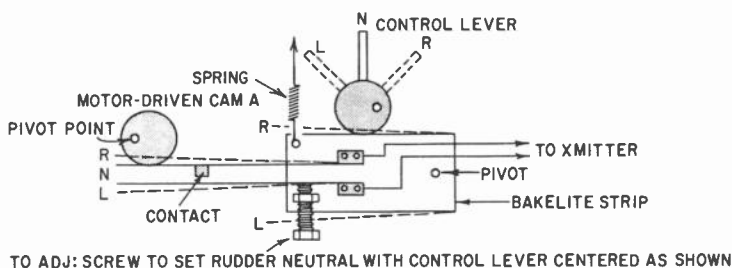 N
CONTROL LEVER
L
R
SPRING
MOTOR-DRIVEN CAM A
PIVOT POINT
R
R
N
L
TO XMITTER
PIVOT
CONTACT
L
BAKELITE STRIP
TO ADJ: SCREW TO SET RUDDER NEUTRAL WITH CONTROL LEVER CENTERED AS SHOWN